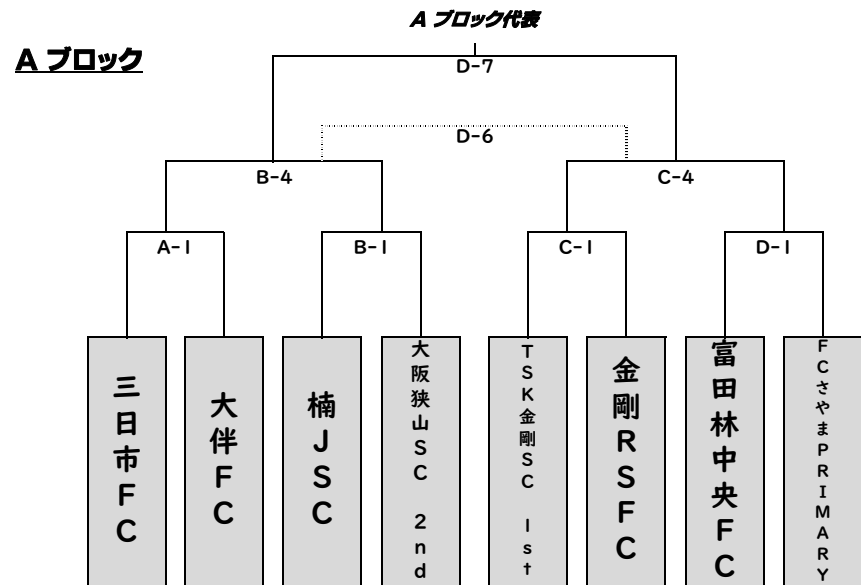 A ブロック代表
A ブロック
D-7
D-6
B-4
C-4
A-1
B-1
C-1
D-1
三日市FC
大伴FC
楠JSC
大阪狭山SC 2nd
TSK金剛SC 1st
金剛RSFC
富田林中央FC
FCさやまPRIMARY